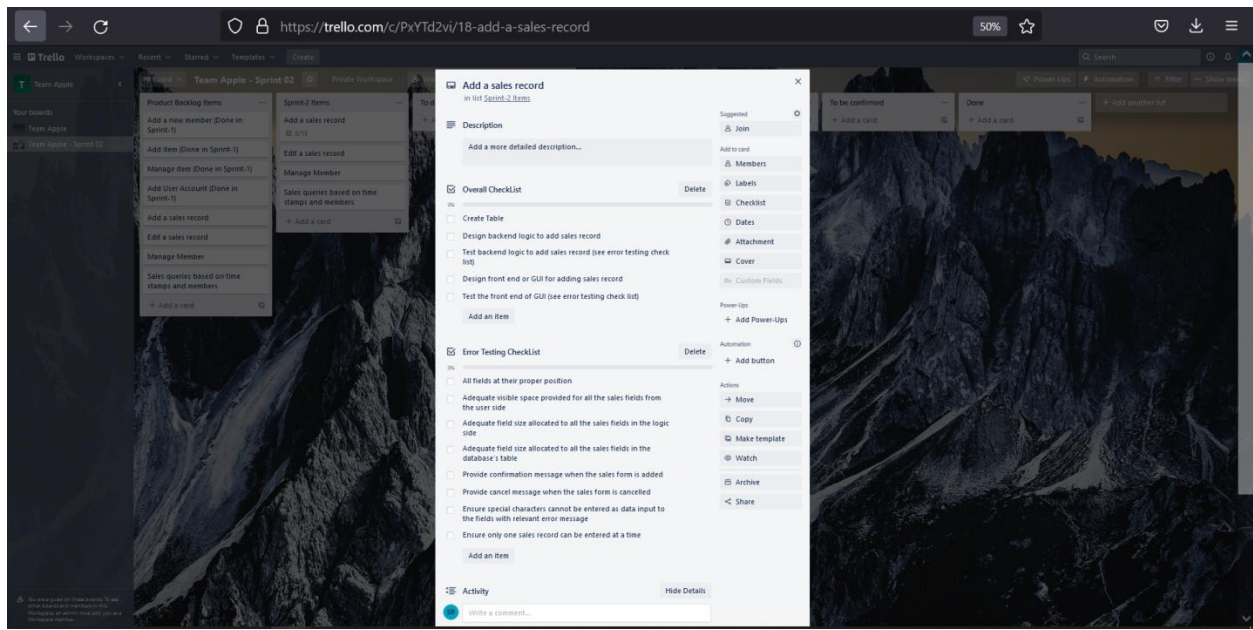 https://trello.com/c/PxYTd2vi/18-add-a-sales-record
50%
Trello
Workspaces
Recent
Starred
Templates
Create
Search
T Team Apple
Board
Team Apple - Sprint 02
Private Workspace
Power-Ups
Automation
Filter
Your boards
Team Apple
Team Apple - Sprint 02
Product Backlog Items
Add a new member (Done in
Sprint-1)
Add item (Done in Sprint-1)
Manage item (Done in Sprint-1)
Add User Account (Done in
Sprint-1)
Add a sales record
Edit a sales record
Manage Member
Sales queries based on time
stamps and members
+ Add a card
Sprint-2 Items
Add a sales record
0/13
Edit a sales record
Manage Member
Sales queries based on time
stamps and members
+ Add a card
To d
Add a sales record
in list Sprint-2 Items
Description
Add a more detailed description...
Overall CheckList
Delete
0%
Create Table
Design backend logic to add sales record
Test backend logic to add sales record (see error testing check
list)
Design front end or GUI for adding sales record
Test the front end of GUI (see error testing check list)
Add an item
Error Testing CheckList
Delete
0%
All fields at their proper position
Adequate visible space provided for all the sales fields from
the user side
Adequate field size allocated to all the sales fields in the logic
side
Adequate field size allocated to all the sales fields in the
database's table
Provide confirmation message when the sales form is added
Provide cancel message when the sales form is cancelled
Ensure special characters cannot be entered as data input to
the fields with relevant error message
Ensure only one sales record can be entered at a time
Add an item
Activity
Hide Details
SR
Write a comment...
Suggested
Join
Add to card
Members
Labels
Checklist
Dates
Attachment
Cover
Custom Fields
Power-Ups
+ Add Power-Ups
Automation
+ Add button
Actions
Move
Copy
Make template
Watch
Archive
Share
To be confirmed
+ Add a card
Done
+ Add a card
+ Add another list